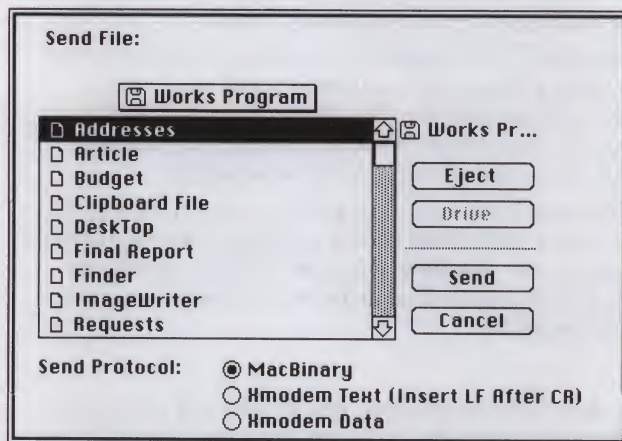 Send File:
Works Program
Addresses
Article
Budget
Clipboard File
DeskTop
Final Report
Finder
ImageWriter
Requests
Works Pr...
Eject
Drive
Send
Cancel
Send Protocol:
MacBinary
Xmodem Text (Insert LF After CR)
Xmodem Data